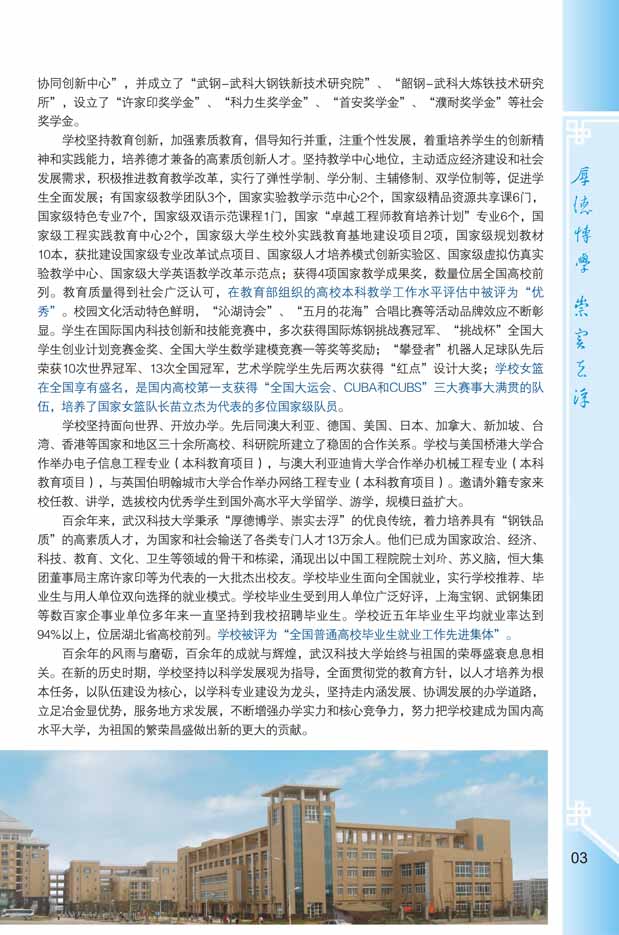 协同创新中心”，并成立了“武钢-武科大钢铁新技术研究院”、“韶钢-武科大炼铁技术研究
所”，设立了“许家印奖学金”、“科力生奖学金”、“首安奖学金”、“濮耐奖学金”等社会
奖学金。
学校坚持教育创新，加强素质教育，倡导知行并重，注重个性发展，着重培养学生的创新精
神和实践能力，培养德才兼备的高素质创新人才。坚持教学中心地位，主动适应经济建设和社会
发展需求，积极推进教育教学改革，实行了弹性学制、学分制、主辅修制、双学位制等，促进学
生全面发展；有国家级教学团队3个，国家实验教学示范中心2个，国家级精品资源共享课6门，
国家级特色专业7个，国家级双语示范课程1门，国家“卓越工程师教育培养计划”专业6个，国
家级工程实践教育中心2个，国家级大学生校外实践教育基地建设项目2项，国家级规划教材
10本，获批建设国家级专业改革试点项目、国家级人才培养模式创新实验区、国家级虚拟仿真实
验教学中心、国家级大学英语教学改革示范点；获得4项国家教学成果奖，数量位居全国高校前
列。教育质量得到社会广泛认可，在教育部组织的高校本科教学工作水平评估中被评为“优
秀”。校园文化活动特色鲜明，“沁湖诗会”、“五月的花海”合唱比赛等活动品牌效应不断彰
显。学生在国际国内科技创新和技能竞赛中，多次获得国际炼钢挑战赛冠军、“挑战杯”全国大
学生创业计划竞赛金奖、全国大学生数学建模竞赛一等奖等奖励；“攀登者”机器人足球队先后
荣获10次世界冠军、13次全国冠军，艺术学院学生先后两次获得“红点”设计大奖；学校女篮
在全国享有盛名，是国内高校第一支获得“全国大运会、CUBA和CUBS”三大赛事大满贯的队
伍，培养了国家女篮队长苗立杰为代表的多位国家级队员。
学校坚持面向世界、开放办学。先后同澳大利亚、德国、美国、日本、加拿大、新加坡、台
湾、香港等国家和地区三十余所高校、科研院所建立了稳固的合作关系。学校与美国桥港大学合
作举办电子信息工程专业（本科教育项目），与澳大利亚迪肯大学合作举办机械工程专业（本科
教育项目），与英国伯明翰城市大学合作举办网络工程专业（本科教育项目）。邀请外籍专家来
校任教、讲学，选拔校内优秀学生到国外高水平大学留学、游学，规模日益扩大。
百余年来，武汉科技大学秉承“厚德博学、崇实去浮”的优良传统，着力培养具有“钢铁品
质”的高素质人才，为国家和社会输送了各类专门人才13万余人。他们已成为国家政治、经济、
科技、教育、文化、卫生等领域的骨干和栋梁，涌现出以中国工程院院士刘玠、苏义脑，恒大集
团董事局主席许家印等为代表的一大批杰出校友。学校毕业生面向全国就业，实行学校推荐、毕
业生与用人单位双向选择的就业模式。学校毕业生受到用人单位广泛好评，上海宝钢、武钢集团
等数百家企事业单位多年来一直坚持到我校招聘毕业生。学校近五年毕业生平均就业率达到
94%以上，位居湖北省高校前列。学校被评为“全国普通高校毕业生就业工作先进集体”。
百余年的风雨与磨砺，百余年的成就与辉煌，武汉科技大学始终与祖国的荣辱盛衰息息相
关。在新的历史时期，学校坚持以科学发展观为指导，全面贯彻党的教育方针，以人才培养为根
本任务，以队伍建设为核心，以学科专业建设为龙头，坚持走内涵发展、协调发展的办学道路，
立足冶金显优势，服务地方求发展，不断增强办学实力和核心竞争力，努力把学校建成为国内高
水平大学，为祖国的繁荣昌盛做出新的更大的贡献。
厚德博学 崇实去浮
03